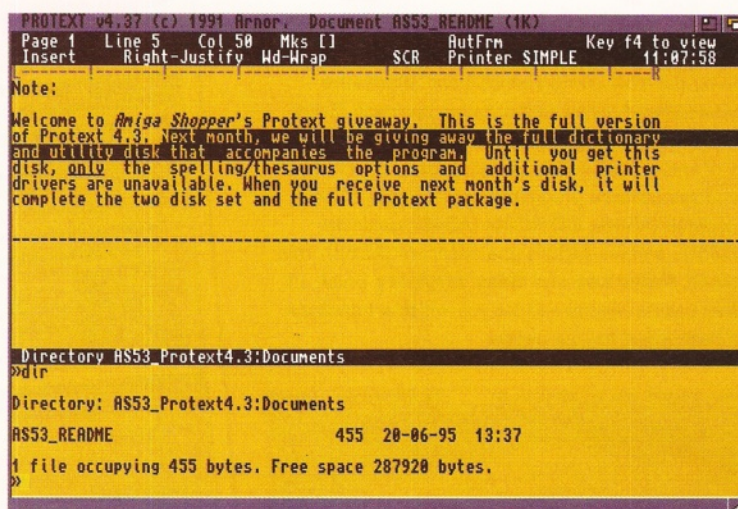 PROTEXT v4.37 (c) 1991 Arnor.  Document AS53_README (1K)
Page 1  Line 5  Col 50  Mks []  AutFrm  Key f4 to view
Insert  Right-Justify  Wd-Wrap  SCR  Printer SIMPLE  11:07:58
L-------!-------!-------!-------!-------!-------!-------!-------!----R
Note:
Welcome to Amiga Shopper's Protext giveaway.  This is the full version
of Protext 4.3. Next month, we will be giving away the full dictionary
and utility disk that accompanies the program.  Until you get this
disk, only the spelling/thesaurus options and additional printer
drivers are unavailable. When you receive next month's disk, it will
complete the two disk set and the full Protext package.
Directory AS53_Protext4.3:Documents
»dir
Directory: AS53_Protext4.3:Documents
AS53_README  455  20-06-95  13:37
1 file occupying 455 bytes. Free space 287920 bytes.
»